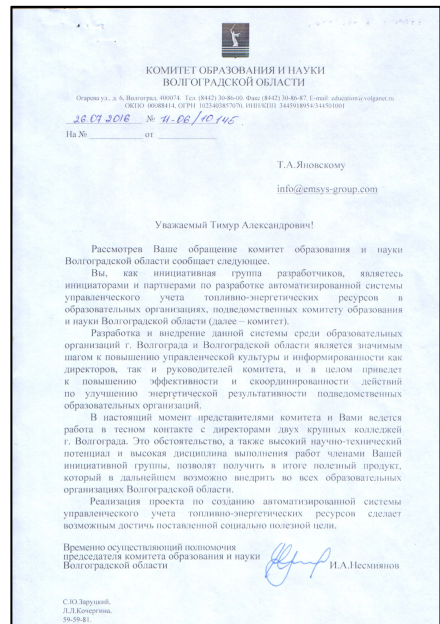 КОМИТЕТ ОБРАЗОВАНИЯ И НАУКИ
ВОЛГОГРАДСКОЙ ОБЛАСТИ
Огарева ул., д. 6, Волгоград, 400074. Тел. (8442) 30-86-00. Факс (8442) 30-86-87. E-mail: education@volganet.ru
ОКПО 00088414, ОГРН 1023403857070, ИНН/КПП 3445918954/344501001
26.07.2016 № И-06/10145
На № от
Т.А.Яновскому
info@emsys-group.com
Уважаемый Тимур Александрович!
Рассмотрев Ваше обращение комитет образования и науки
Волгоградской области сообщает следующее.
Вы, как инициативная группа разработчиков, являетесь
инициаторами и партнерами по разработке автоматизированной системы
управленческого учета топливно-энергетических ресурсов в
образовательных организациях, подведомственных комитету образования
и науки Волгоградской области (далее – комитет).
Разработка и внедрение данной системы среди образовательных
организаций г. Волгограда и Волгоградской области является значимым
шагом к повышению управленческой культуры и информированности как
директоров, так и руководителей комитета, и в целом приведет
к повышению эффективности и скоординированности действий
по улучшению энергетической результативности подведомственных
образовательных организаций.
В настоящий момент представителями комитета и Вами ведется
работа в тесном контакте с директорами двух крупных колледжей
г. Волгограда. Это обстоятельство, а также высокий научно-технический
потенциал и высокая дисциплина выполнения работ членами Вашей
инициативной группы, позволят получить в итоге полезный продукт,
который в дальнейшем возможно внедрить во всех образовательных
организациях Волгоградской области.
Реализация проекта по созданию автоматизированной системы
управленческого учета топливно-энергетических ресурсов сделает
возможным достичь поставленной социально полезной цели.
Временно осуществляющий полномочия
председателя комитета образования и науки
Волгоградской области И.А.Несмиянов
С.Ю.Заруцкий,
Л.Л.Кочергина,
59-59-81.